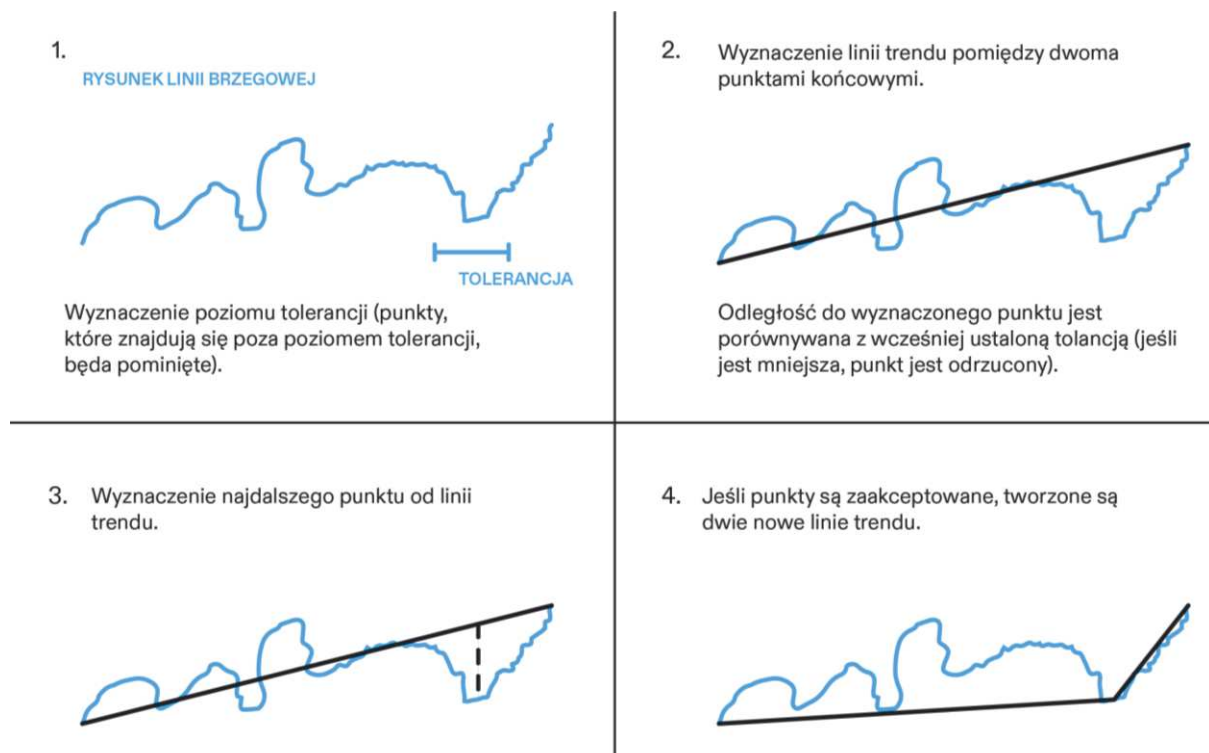 1.
RYSUNEK LINII BRZEGOWEJ
TOLERANCJA
Wyznaczenie poziomu tolerancji (punkty,
które znajdują się poza poziomem tolerancji,
będa pominięte).
2. Wyznaczenie linii trendu pomiędzy dwoma
punktami końcowymi.
Odległość do wyznaczonego punktu jest
porównywana z wcześniej ustaloną tolancją (jeśli
jest mniejsza, punkt jest odrzucony).
3. Wyznaczenie najdalszego punktu od linii
trendu.
4. Jeśli punkty są zaakceptowane, tworzone są
dwie nowe linie trendu.